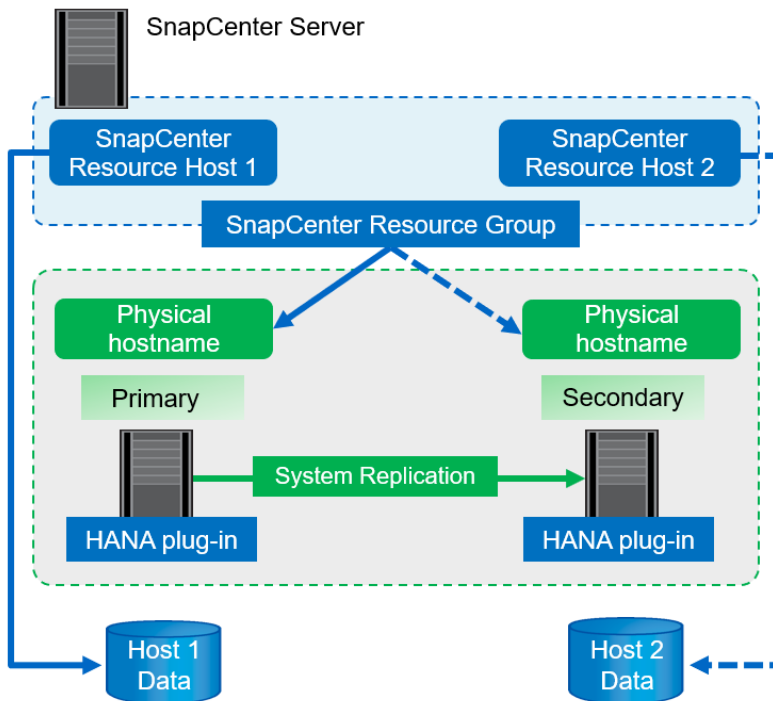 SnapCenter Server
SnapCenter
Resource Host 1
SnapCenter
Resource Host 2
SnapCenter Resource Group
Physical
hostname
Physical
hostname
Primary
Secondary
System Replication
HANA plug-in
HANA plug-in
Host 1
Data
Host 2
Data